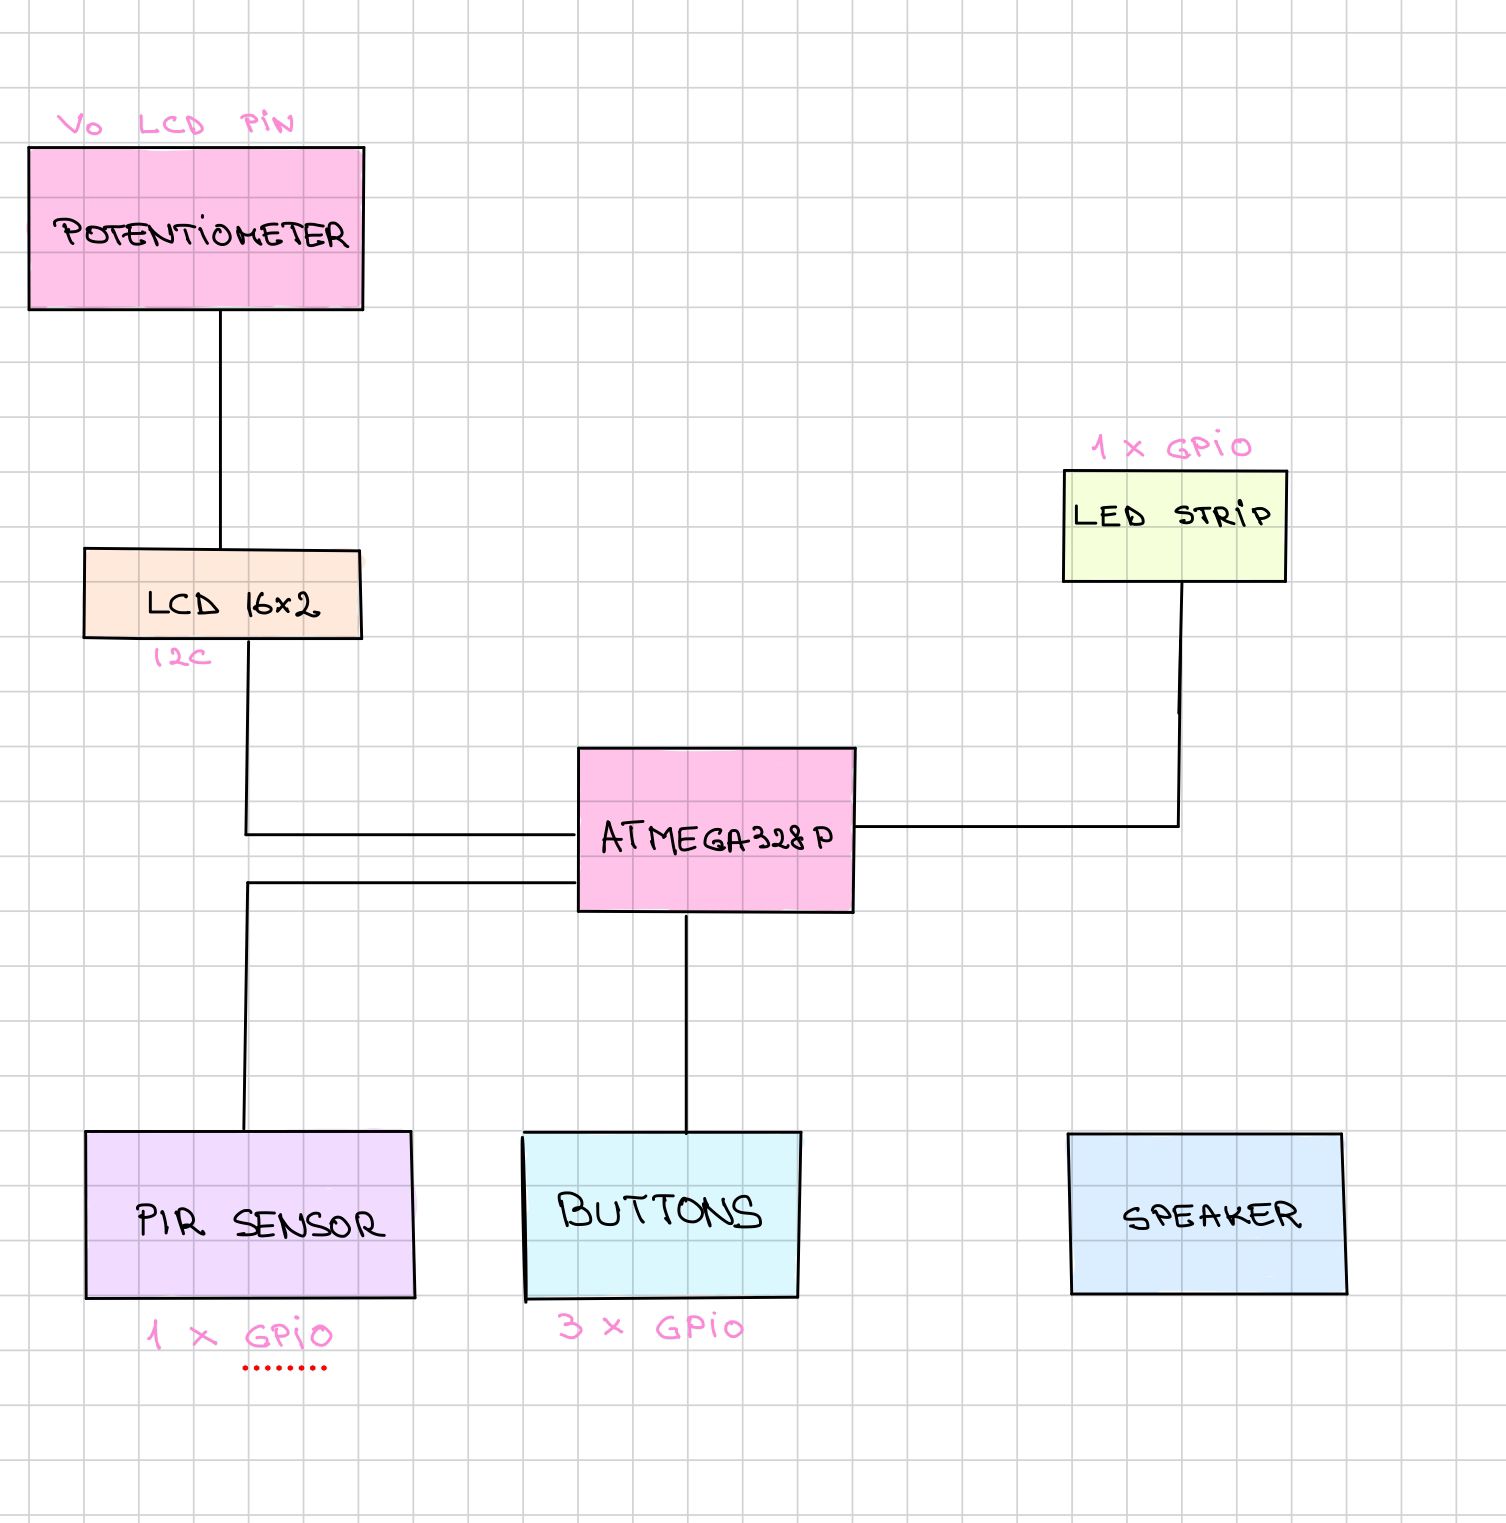 Vo LCD PiN
POTENTiOMETER
1 x GPiO
LED STRiP
LCD 16x2
I2C
ATMEGA328P
PIR SENSOR
BUTTONS
SPEAKER
1 x GPiO
3 x GPiO